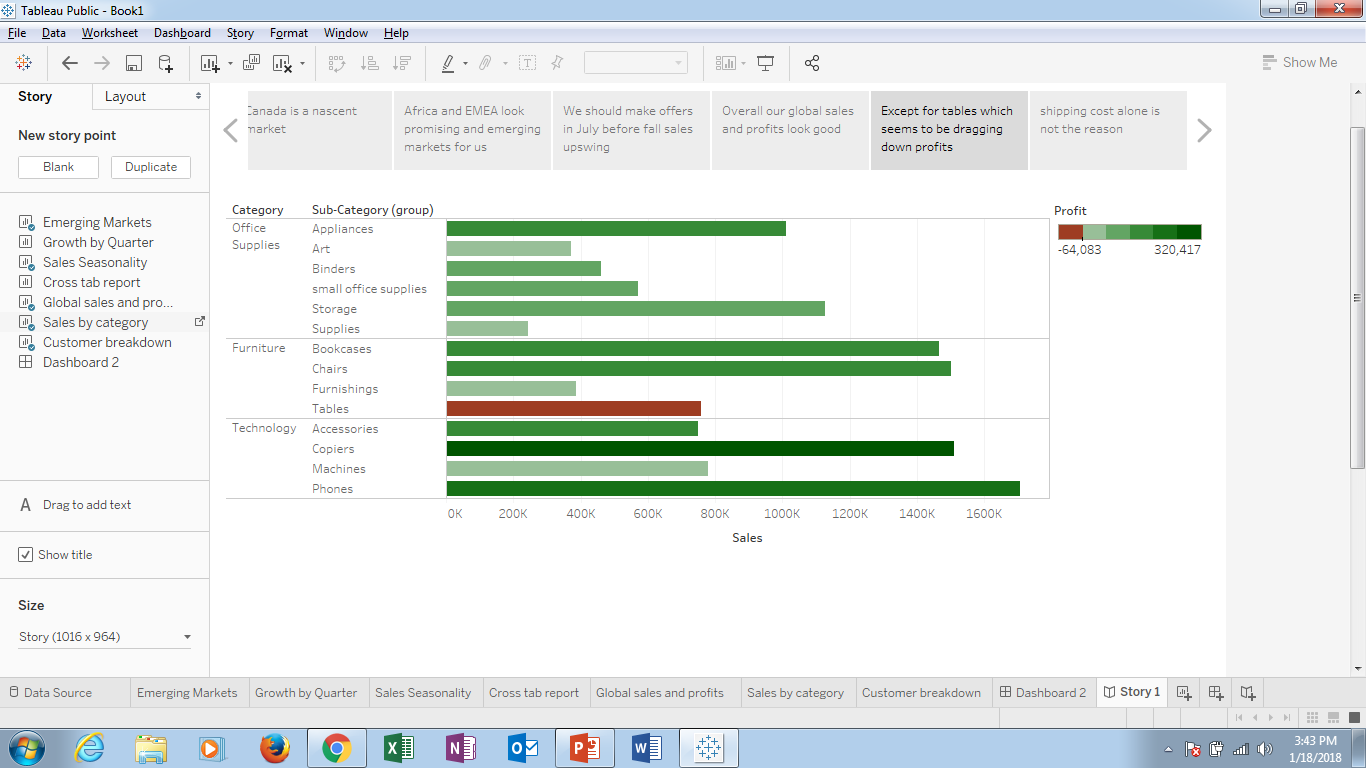 Tableau Public - Book1
File Data Worksheet Dashboard Story Format Window Help
Show Me
Story Layout
New story point
Blank Duplicate
Emerging Markets
Growth by Quarter
Sales Seasonality
Cross tab report
Global sales and pro...
Sales by category
Customer breakdown
Dashboard 2
A Drag to add text
Show title
Size
Story (1016 x 964)
Canada is a nascent
market
Africa and EMEA look
promising and emerging
markets for us
We should make offers
in July before fall sales
upswing
Overall our global sales
and profits look good
Except for tables which
seems to be dragging
down profits
shipping cost alone is
not the reason
Category Sub-Category (group)
Office
Supplies
Appliances
Art
Binders
small office supplies
Storage
Supplies
Furniture
Bookcases
Chairs
Furnishings
Tables
Technology
Accessories
Copiers
Machines
Phones
0K 200K 400K 600K 800K 1000K 1200K 1400K 1600K
Sales
Profit
-64,083 320,417
Data Source Emerging Markets Growth by Quarter Sales Seasonality Cross tab report Global sales and profits Sales by category Customer breakdown Dashboard 2 Story 1
3:43 PM
1/18/2018